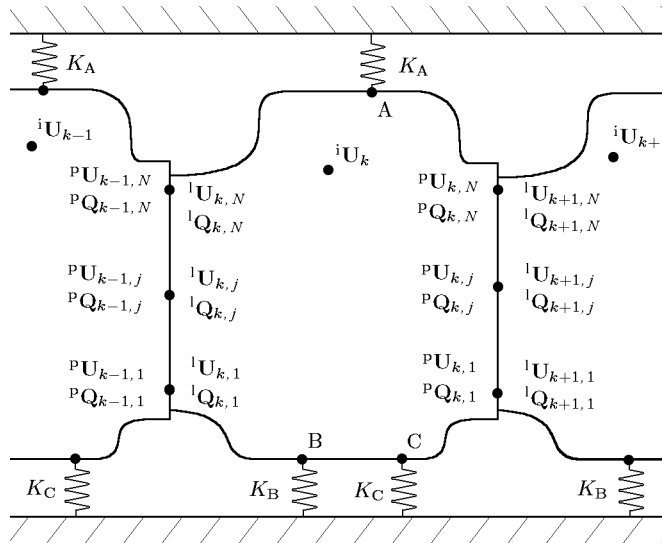 K_A K_A
A
ⁱU_{k−1} ⁱU_k ⁱU_{k+
ᵖU_{k−1,N} ˡU_{k,N} ᵖU_{k,N} ˡU_{k+1,N}
ᵖQ_{k−1,N} ˡQ_{k,N} ᵖQ_{k,N} ˡQ_{k+1,N}
ᵖU_{k−1,j} ˡU_{k,j} ᵖU_{k,j} ˡU_{k+1,j}
ᵖQ_{k−1,j} ˡQ_{k,j} ᵖQ_{k,j} ˡQ_{k+1,j}
ᵖU_{k−1,1} ˡU_{k,1} ᵖU_{k,1} ˡU_{k+1,1}
ᵖQ_{k−1,1} ˡQ_{k,1} ᵖQ_{k,1} ˡQ_{k+1,1}
B C
K_C K_B K_C K_B